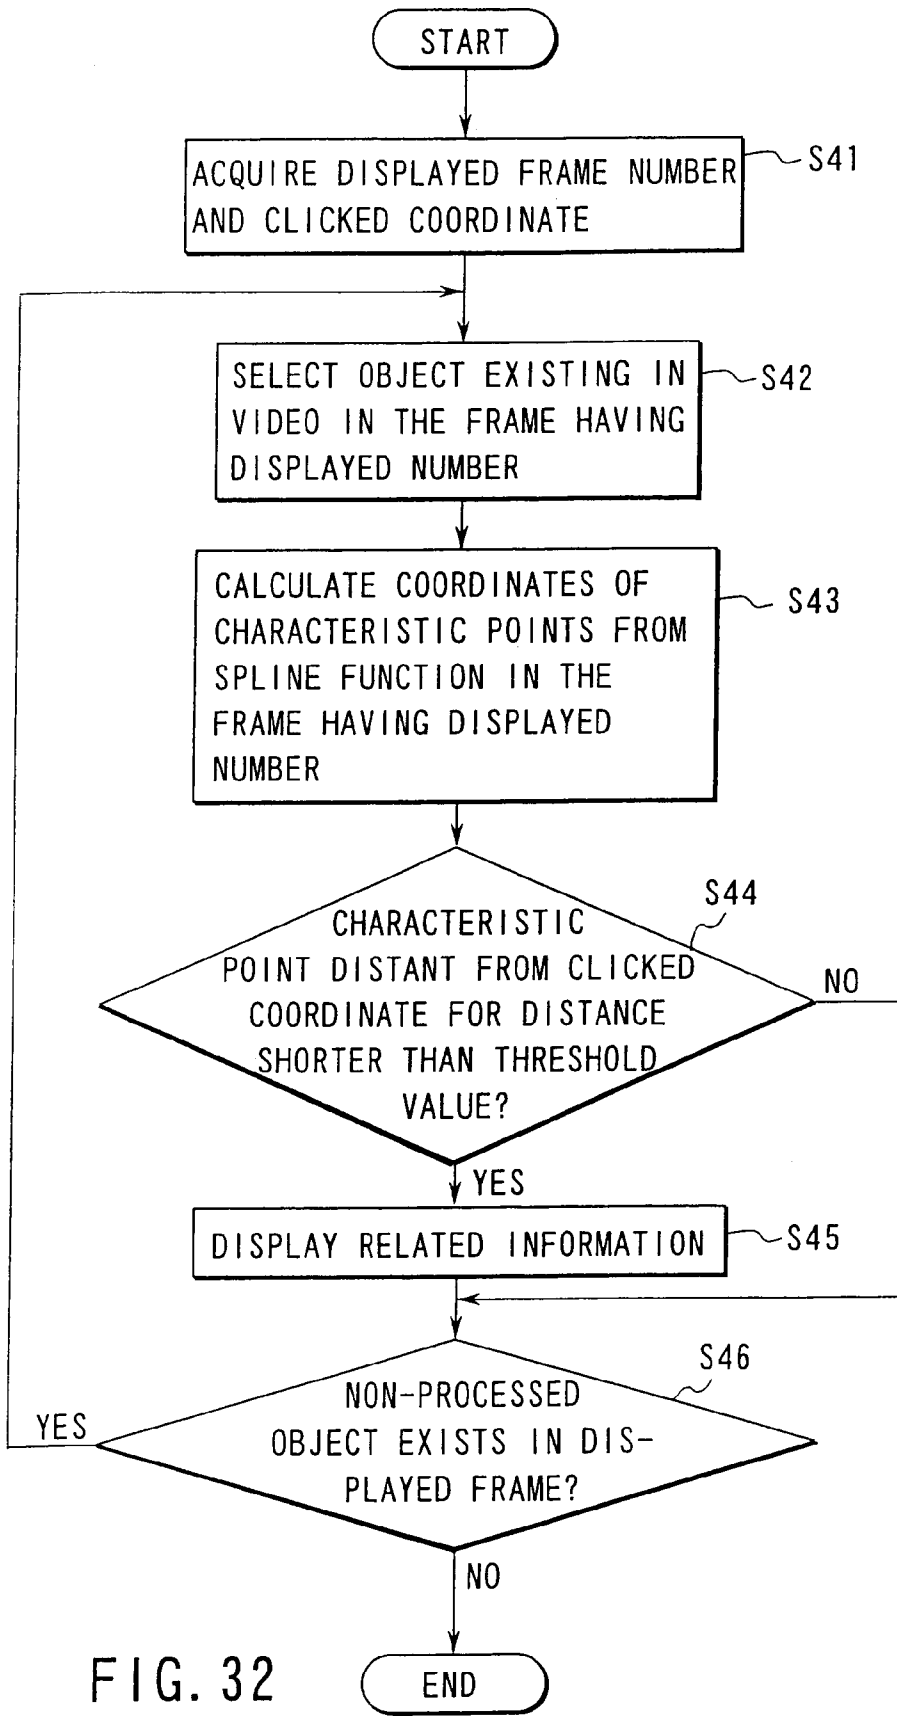 START
ACQUIRE DISPLAYED FRAME NUMBER
AND CLICKED COORDINATE
S41
SELECT OBJECT EXISTING IN
VIDEO IN THE FRAME HAVING
DISPLAYED NUMBER
S42
CALCULATE COORDINATES OF
CHARACTERISTIC POINTS FROM
SPLINE FUNCTION IN THE
FRAME HAVING DISPLAYED
NUMBER
S43
CHARACTERISTIC
POINT DISTANT FROM CLICKED
COORDINATE FOR DISTANCE
SHORTER THAN THRESHOLD
VALUE?
S44
NO
YES
DISPLAY RELATED INFORMATION
S45
NON-PROCESSED
OBJECT EXISTS IN DIS-
PLAYED FRAME?
S46
YES
NO
END
FIG. 32